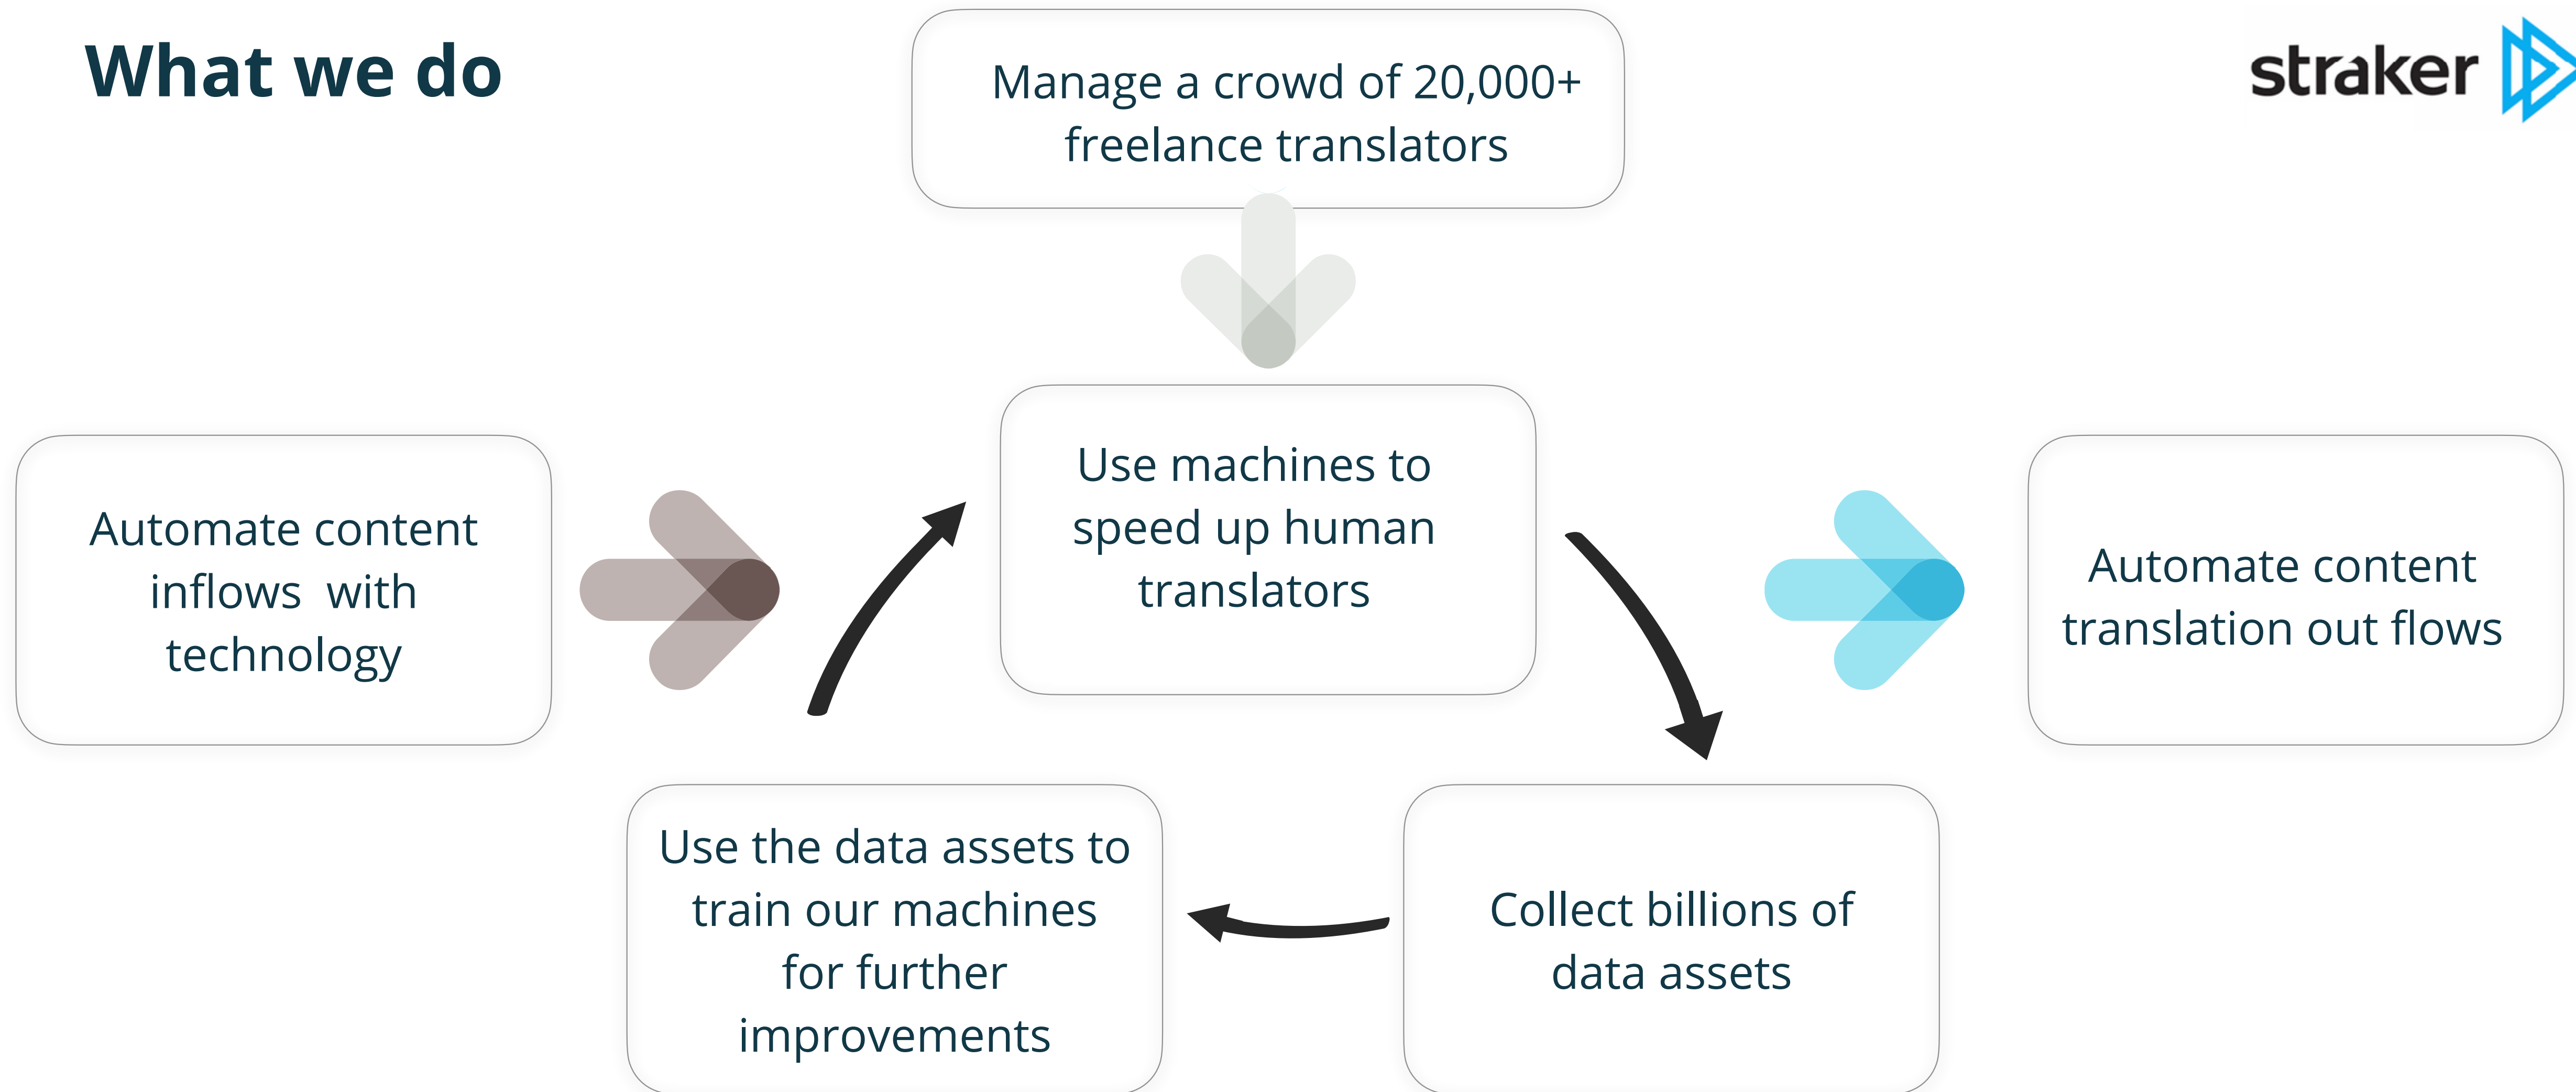 What we do
Manage a crowd of 20,000+
freelance translators
straker
Automate content
inflows  with
technology
Use machines to
speed up human
translators
Automate content
translation out flows
Use the data assets to
train our machines
for further
improvements
Collect billions of
data assets